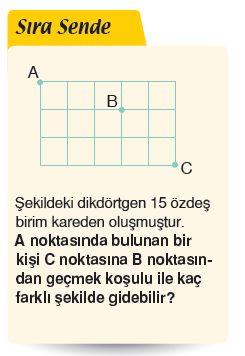 Sıra Sende
A
B
C
Şekildeki dikdörtgen 15 özdeş
birim kareden oluşmuştur.
A noktasında bulunan bir
kişi C noktasına B noktasın-
dan geçmek koşulu ile kaç
farklı şekilde gidebilir?